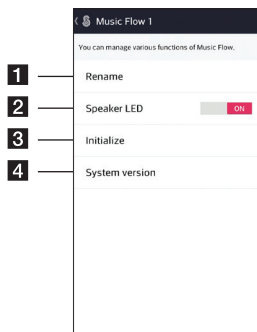 Music Flow 1
You can manage various functions of Music Flow.
1 Rename
2 Speaker LED ON
3 Initialize
4 System version